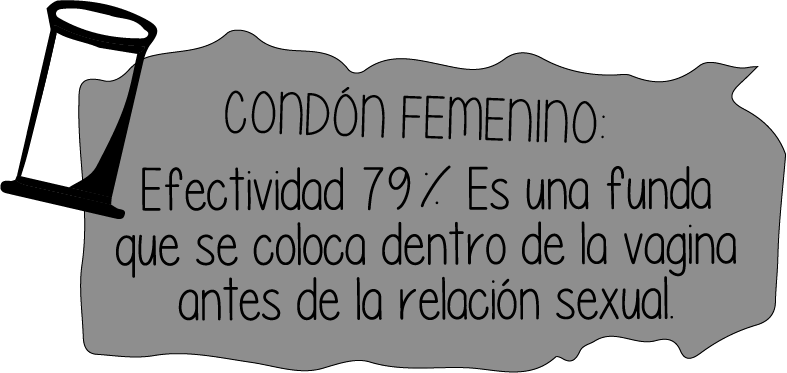 CONDÓN FEMENINO:
Efectividad 79% Es una funda
que se coloca dentro de la vagina
antes de la relación sexual.